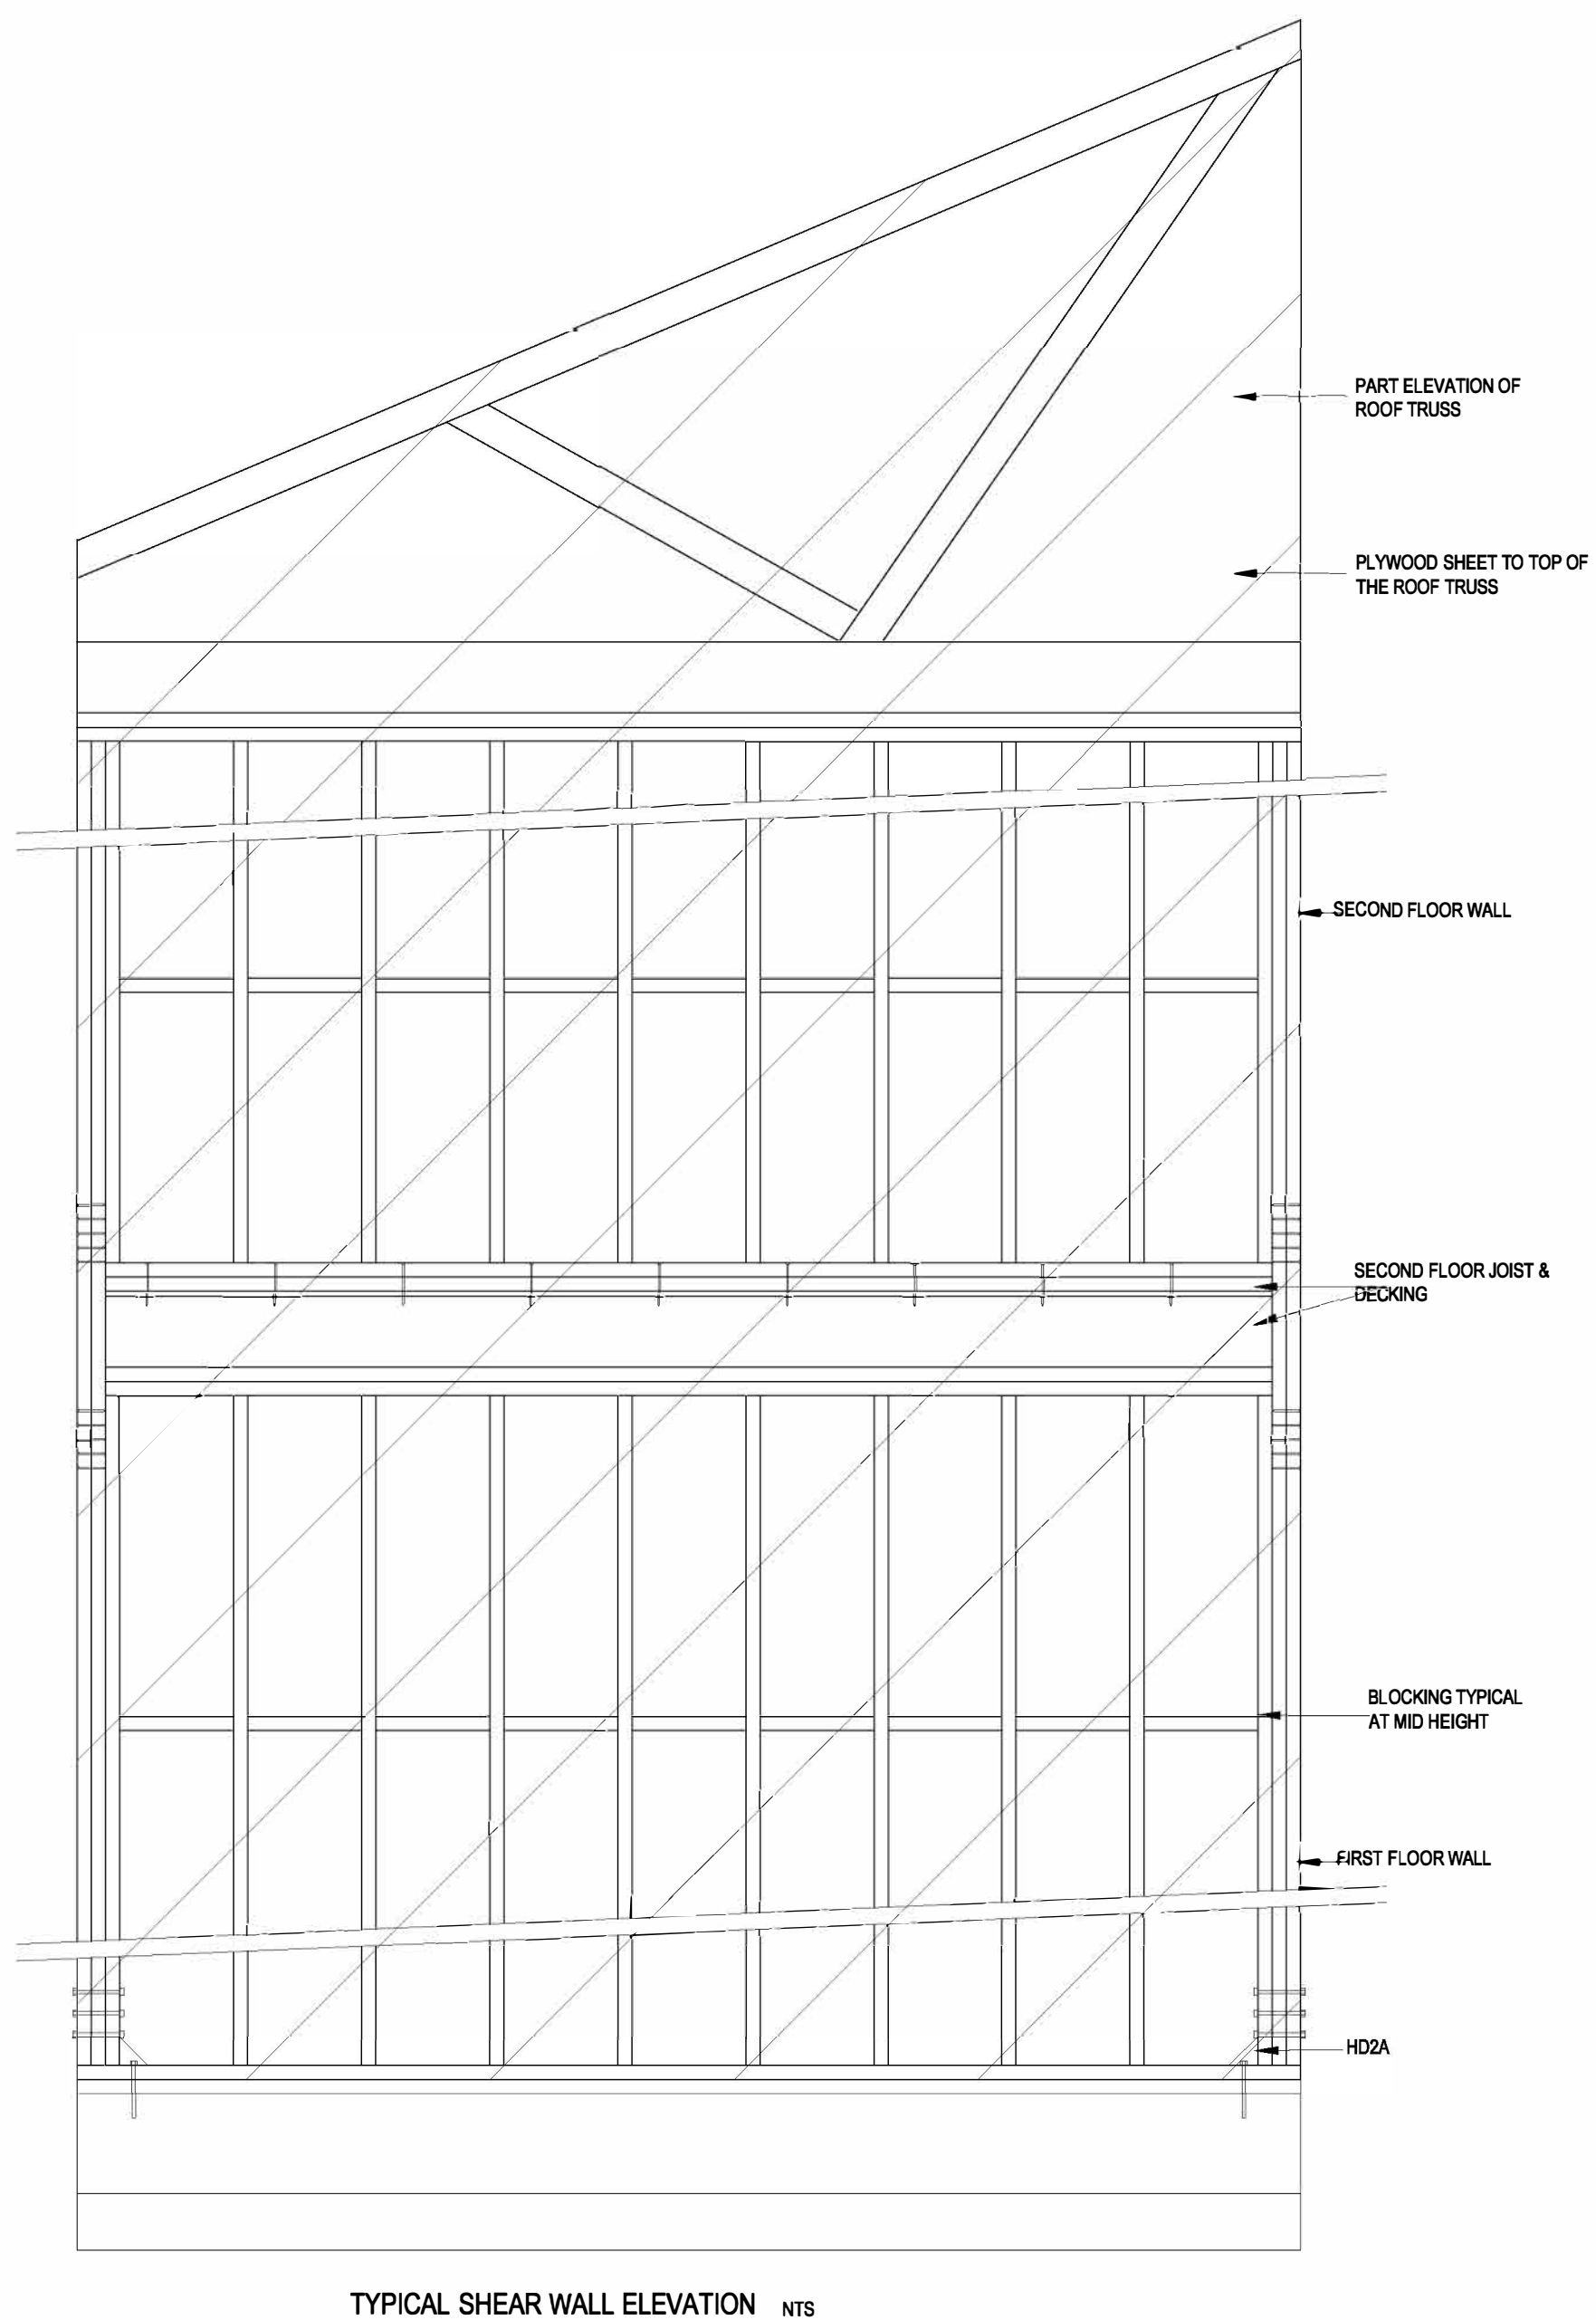 PART ELEVATION OF
ROOF TRUSS
PLYWOOD SHEET TO TOP OF
THE ROOF TRUSS
SECOND FLOOR WALL
SECOND FLOOR JOIST &
DECKING
BLOCKING TYPICAL
AT MID HEIGHT
FIRST FLOOR WALL
HD2A
TYPICAL SHEAR WALL ELEVATION NTS